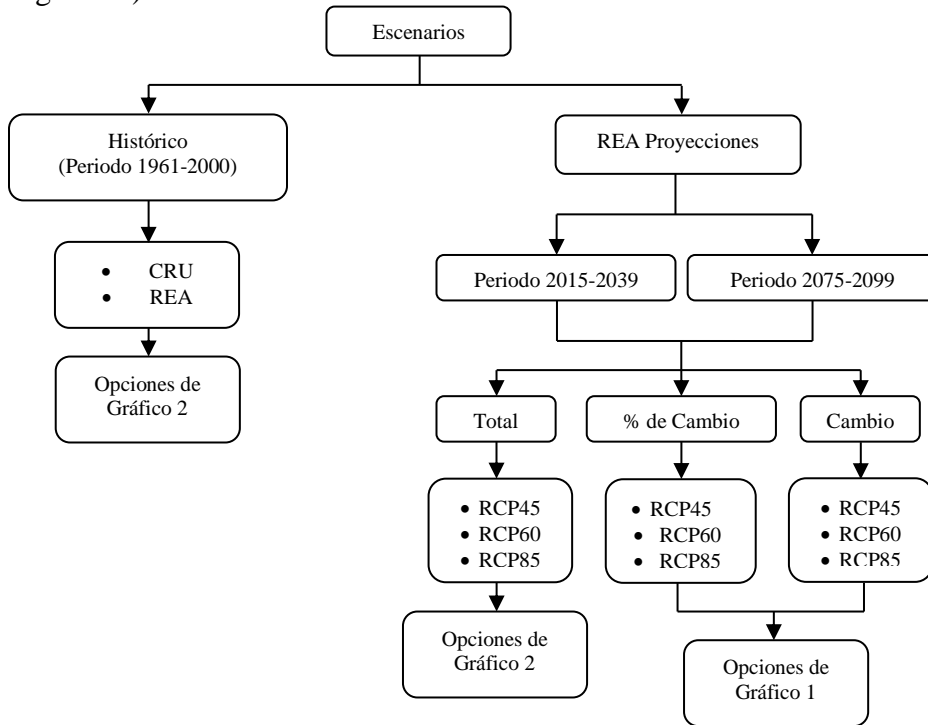 Escenarios
Histórico
(Periodo 1961-2000)
REA Proyecciones
• CRU
• REA
Periodo 2015-2039
Periodo 2075-2099
Opciones de
Gráfico 2
Total
% de Cambio
Cambio
• RCP45
• RCP60
• RCP85
• RCP45
• RCP60
• RCP85
• RCP45
• RCP60
• RCP85
Opciones de
Gráfico 2
Opciones de
Gráfico 1